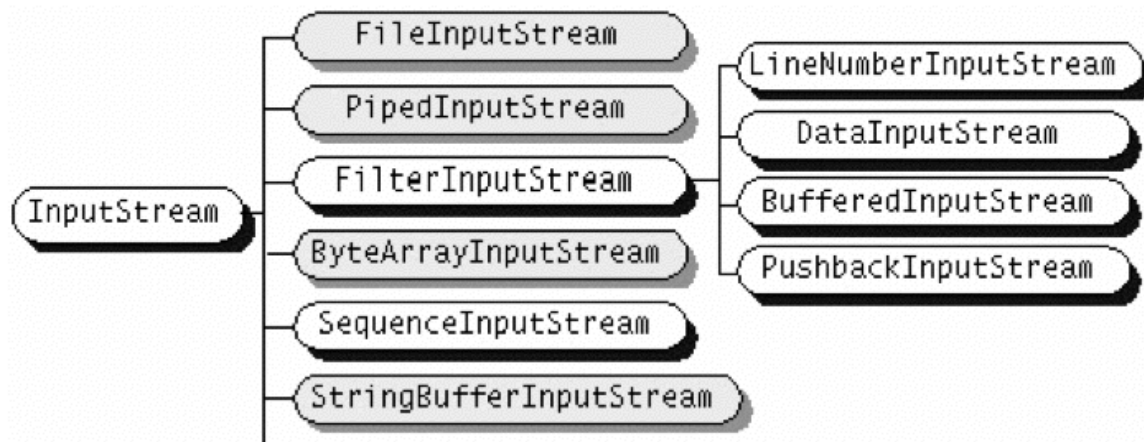 InputStream
FileInputStream
PipedInputStream
FilterInputStream
ByteArrayInputStream
SequenceInputStream
StringBufferInputStream
LineNumberInputStream
DataInputStream
BufferedInputStream
PushbackInputStream